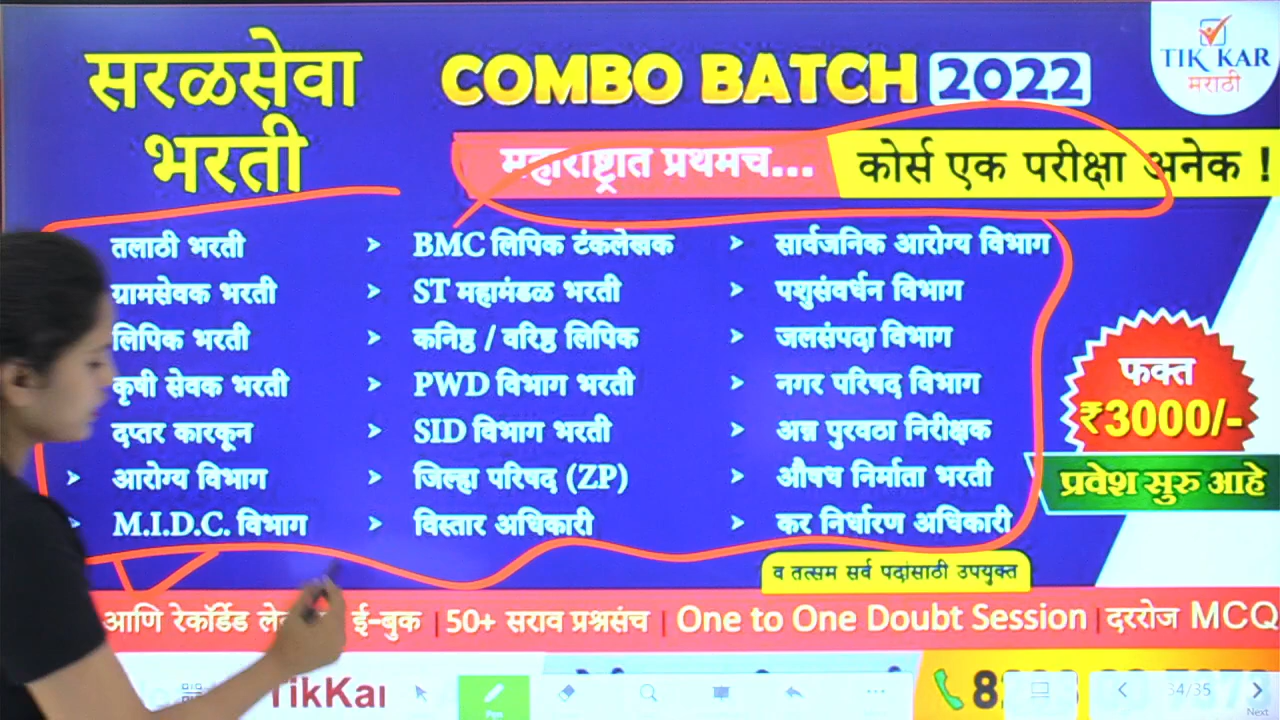 सरळसेवा
भरती
COMBO BATCH 2022
TIK KAR
मराठी
महाराष्ट्रात प्रथमच...
कोर्स एक परीक्षा अनेक !
तलाठी भरती
ग्रामसेवक भरती
लिपिक भरती
कृषी सेवक भरती
दप्तर कारकून
➤ आरोग्य विभाग
➤ M.I.D.C. विभाग
➤ BMC लिपिक टंकलेखक
➤ ST महामंडळ भरती
➤ कनिष्ठ / वरिष्ठ लिपिक
➤ PWD विभाग भरती
➤ SID विभाग भरती
➤ जिल्हा परिषद (ZP)
➤ विस्तार अधिकारी
➤ सार्वजनिक आरोग्य विभाग
➤ पशुसंवर्धन विभाग
➤ जलसंपदा विभाग
➤ नगर परिषद विभाग
➤ अन्न पुरवठा निरीक्षक
➤ औषध निर्माता भरती
➤ कर निर्धारण अधिकारी
फक्त
₹3000/-
प्रवेश सुरु आहे
व तत्सम सर्व पदांसाठी उपयुक्त
आणि रेकॉर्डेड ई-बुक | 50+ सराव प्रश्नसंच | One to One Doubt Session | दररोज MCQ
TikKar
Pen
34/35
Next